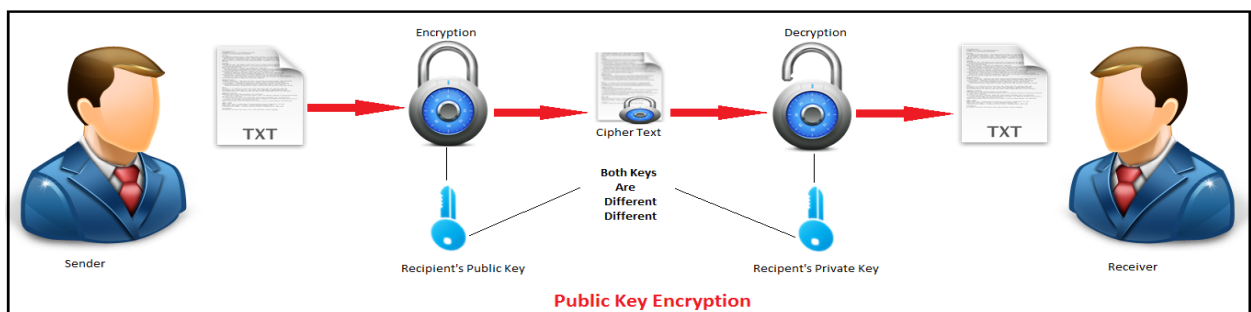 Encryption
Decryption
TXT
TXT
Cipher Text
Both Keys
Are
Different
Different
Sender
Recipient's Public Key
Recipent's Private Key
Receiver
Public Key Encryption